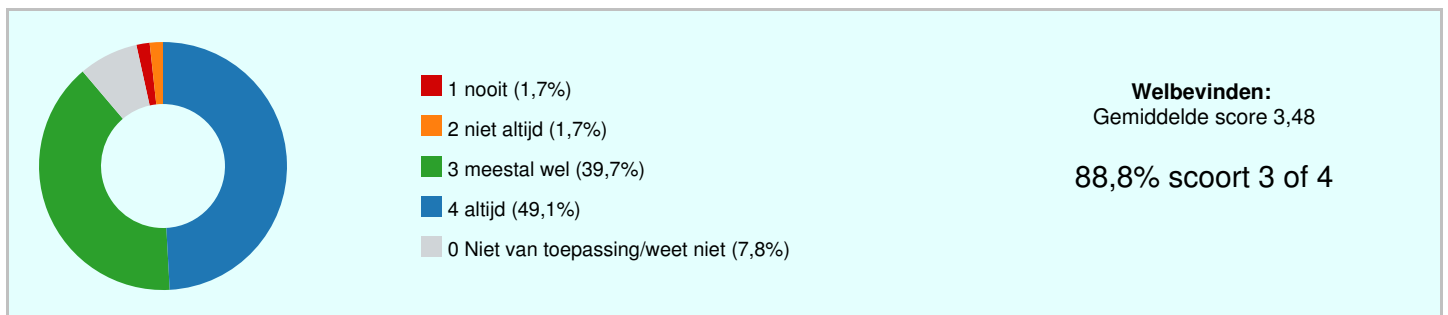 1 nooit (1,7%)
2 niet altijd (1,7%)
3 meestal wel (39,7%)
4 altijd (49,1%)
0 Niet van toepassing/weet niet (7,8%)
Welbevinden:
Gemiddelde score 3,48
88,8% scoort 3 of 4